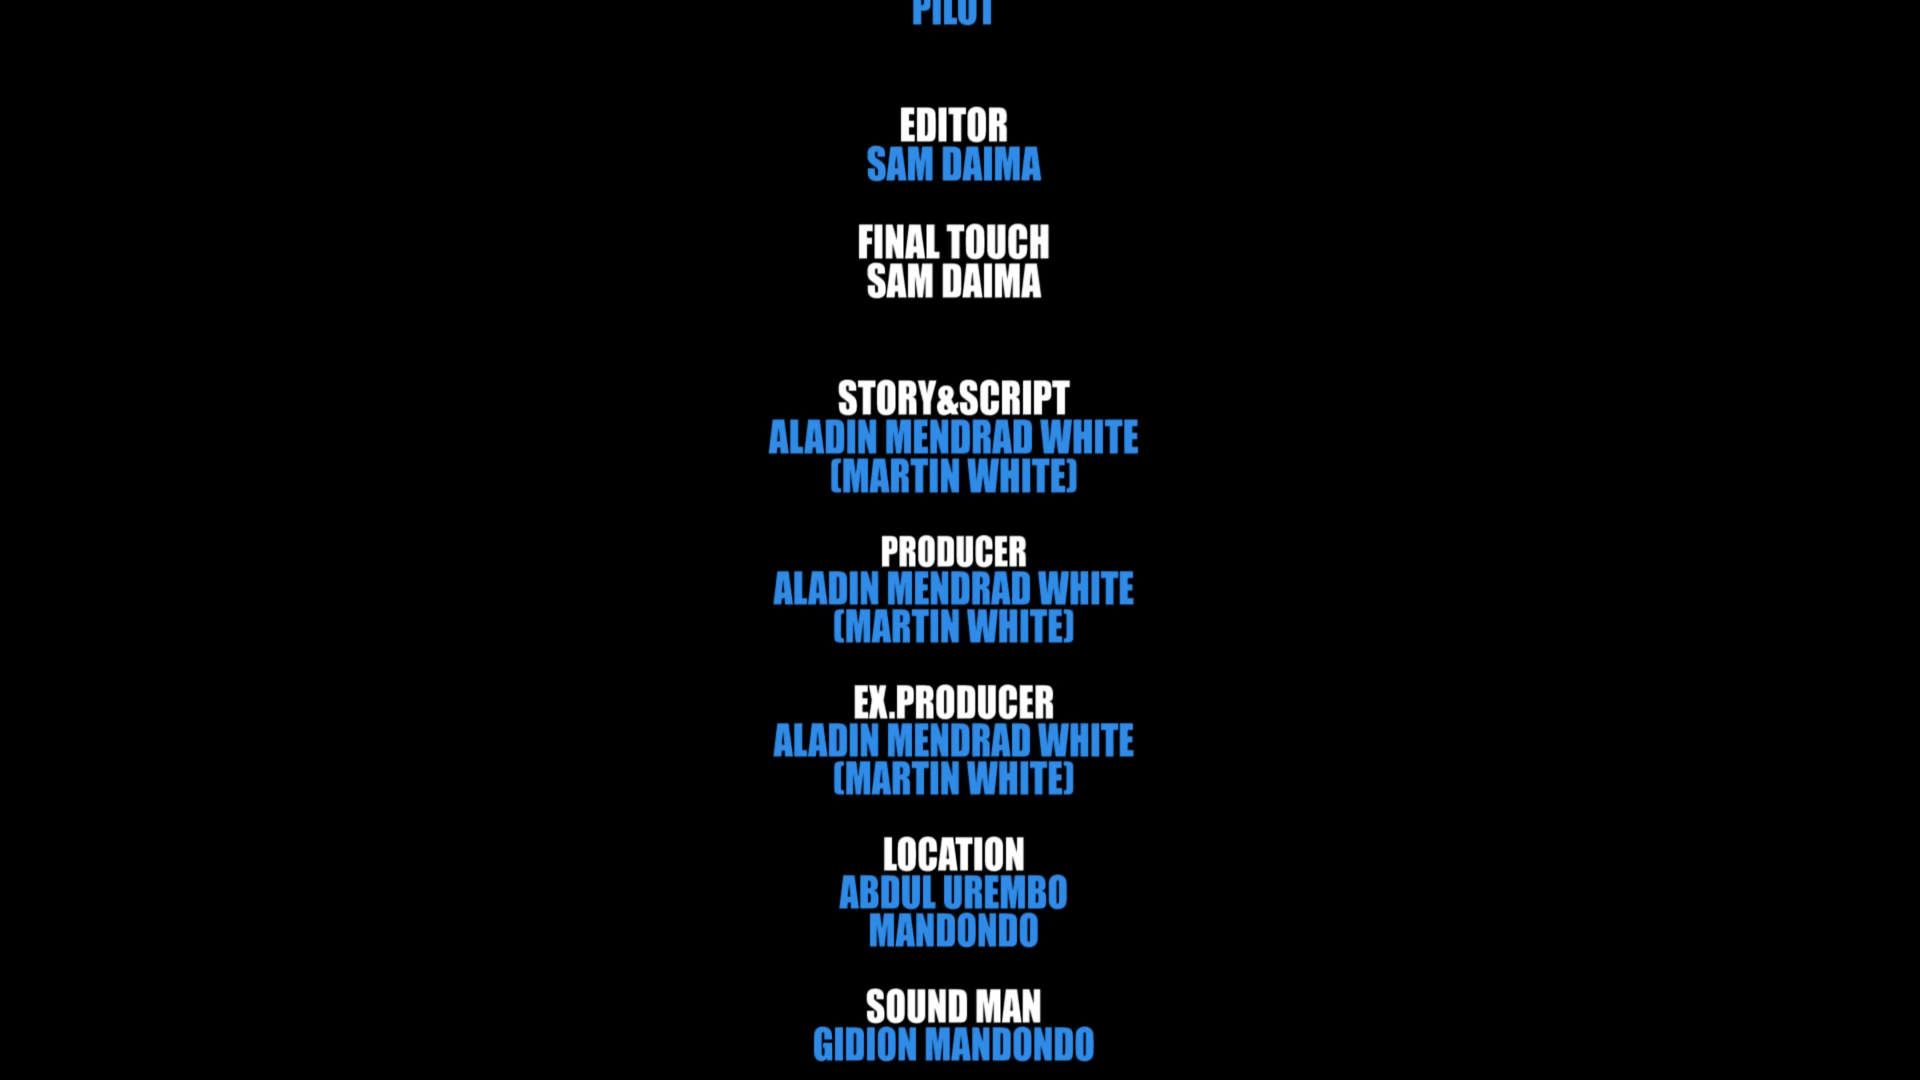 PILOT
EDITOR
SAM DAIMA
FINAL TOUCH
SAM DAIMA
STORY&SCRIPT
ALADIN MENDRAD WHITE
(MARTIN WHITE)
PRODUCER
ALADIN MENDRAD WHITE
(MARTIN WHITE)
EX.PRODUCER
ALADIN MENDRAD WHITE
(MARTIN WHITE)
LOCATION
ABDUL UREMBO
MANDONDO
SOUND MAN
GIDION MANDONDO